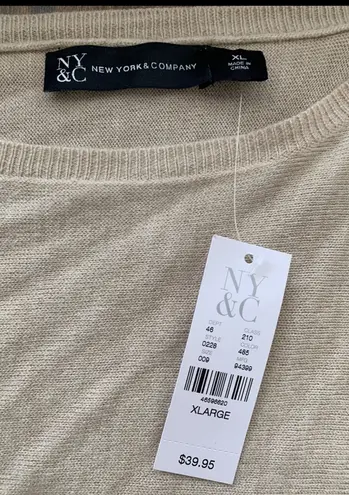 NY
&C
NEW YORK & COMPANY
XL
MADE IN
CHINA
NY
&C
DEPT CLASS
46 210
STYLE COLOR
0228 485
SIZE MFG
009 94399
46596620
XLARGE
$39.95